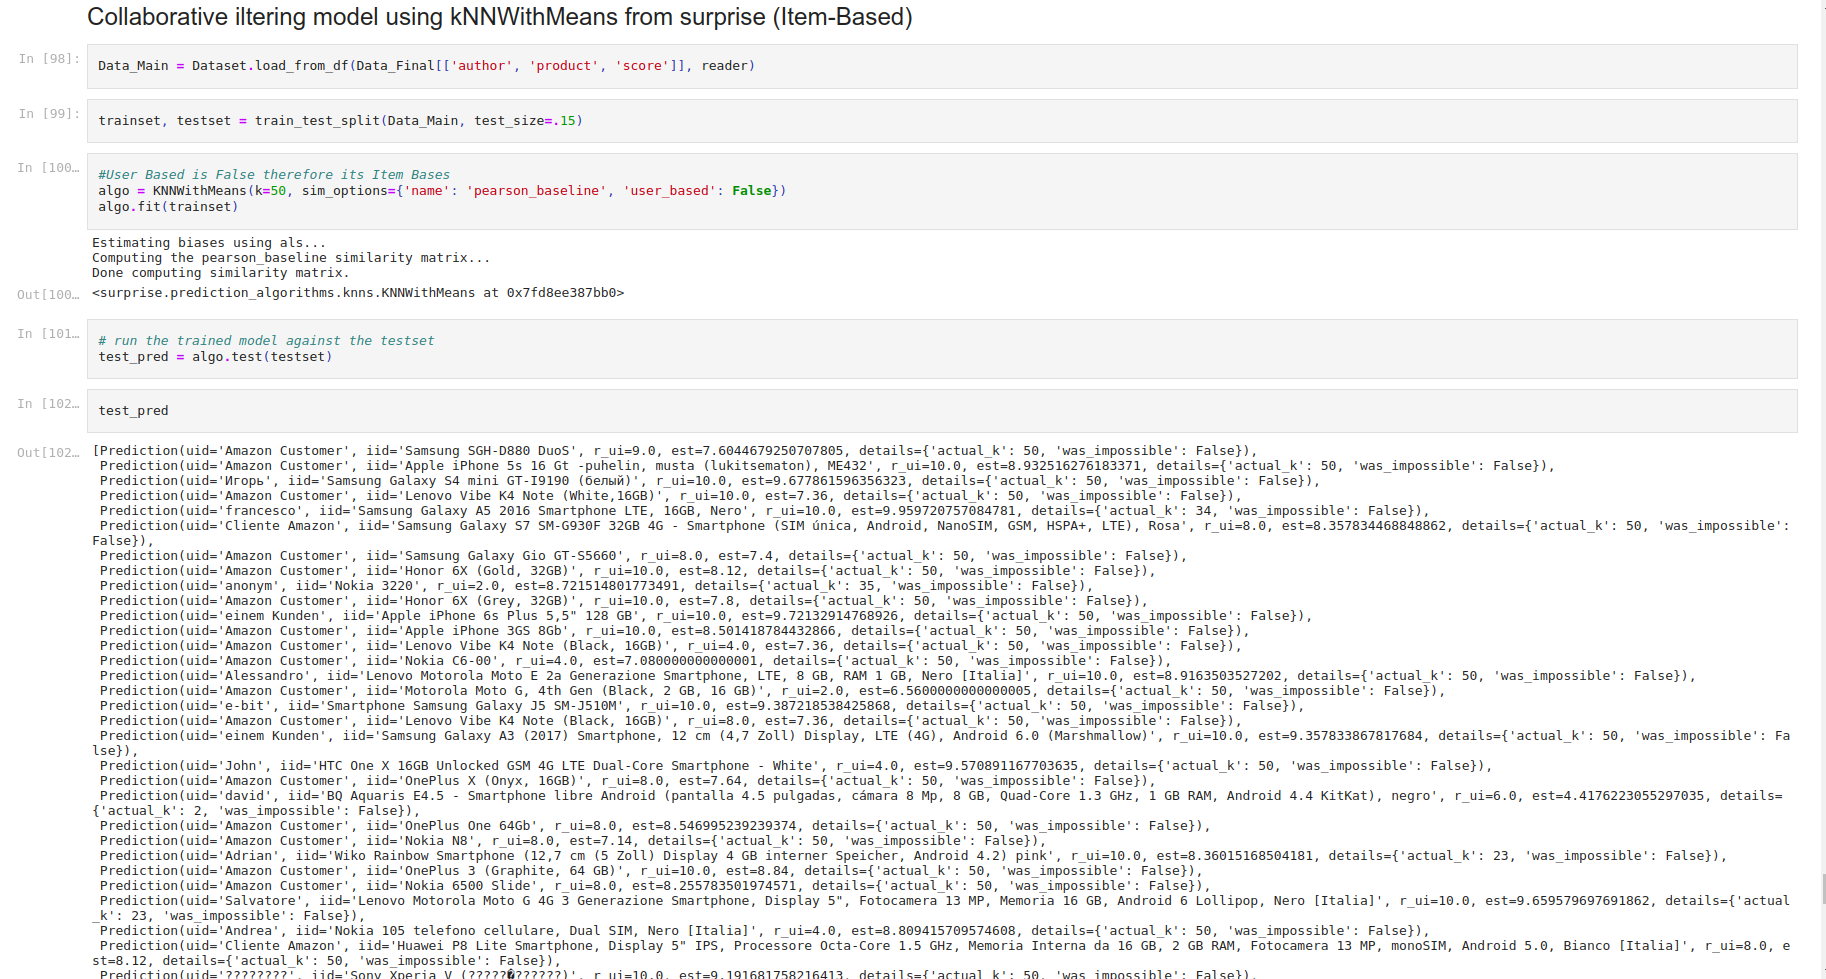 Collaborative iltering model using kNNWithMeans from surprise (Item-Based)
In [98]:
Data_Main = Dataset.load_from_df(Data_Final[['author', 'product', 'score']], reader)
In [99]:
trainset, testset = train_test_split(Data_Main, test_size=.15)
In [100…
#User Based is False therefore its Item Bases
algo = KNNWithMeans(k=50, sim_options={'name': 'pearson_baseline', 'user_based': False})
algo.fit(trainset)
Estimating biases using als...
Computing the pearson_baseline similarity matrix...
Done computing similarity matrix.
Out[100…
<surprise.prediction_algorithms.knns.KNNWithMeans at 0x7fd8ee387bb0>
In [101…
# run the trained model against the testset
test_pred = algo.test(testset)
In [102…
test_pred
Out[102…
[Prediction(uid='Amazon Customer', iid='Samsung SGH-D880 DuoS', r_ui=9.0, est=7.6044679250707805, details={'actual_k': 50, 'was_impossible': False}),
Prediction(uid='Amazon Customer', iid='Apple iPhone 5s 16 Gt -puhelin, musta (lukitsematon), ME432', r_ui=10.0, est=8.932516276183371, details={'actual_k': 50, 'was_impossible': False}),
Prediction(uid='Игорь', iid='Samsung Galaxy S4 mini GT-I9190 (белый)', r_ui=10.0, est=9.677861596356323, details={'actual_k': 50, 'was_impossible': False}),
Prediction(uid='Amazon Customer', iid='Lenovo Vibe K4 Note (White,16GB)', r_ui=10.0, est=7.36, details={'actual_k': 50, 'was_impossible': False}),
Prediction(uid='francesco', iid='Samsung Galaxy A5 2016 Smartphone LTE, 16GB, Nero', r_ui=10.0, est=9.959720757084781, details={'actual_k': 34, 'was_impossible': False}),
Prediction(uid='Cliente Amazon', iid='Samsung Galaxy S7 SM-G930F 32GB 4G - Smartphone (SIM única, Android, NanoSIM, GSM, HSPA+, LTE), Rosa', r_ui=8.0, est=8.357834468848862, details={'actual_k': 50, 'was_impossible':
False}),
Prediction(uid='Amazon Customer', iid='Samsung Galaxy Gio GT-S5660', r_ui=8.0, est=7.4, details={'actual_k': 50, 'was_impossible': False}),
Prediction(uid='Amazon Customer', iid='Honor 6X (Gold, 32GB)', r_ui=10.0, est=8.12, details={'actual_k': 50, 'was_impossible': False}),
Prediction(uid='anonym', iid='Nokia 3220', r_ui=2.0, est=8.721514801773491, details={'actual_k': 35, 'was_impossible': False}),
Prediction(uid='Amazon Customer', iid='Honor 6X (Grey, 32GB)', r_ui=10.0, est=7.8, details={'actual_k': 50, 'was_impossible': False}),
Prediction(uid='einem Kunden', iid='Apple iPhone 6s Plus 5,5" 128 GB', r_ui=10.0, est=9.72132914768926, details={'actual_k': 50, 'was_impossible': False}),
Prediction(uid='Amazon Customer', iid='Apple iPhone 3GS 8Gb', r_ui=10.0, est=8.501418784432866, details={'actual_k': 50, 'was_impossible': False}),
Prediction(uid='Amazon Customer', iid='Lenovo Vibe K4 Note (Black, 16GB)', r_ui=4.0, est=7.36, details={'actual_k': 50, 'was_impossible': False}),
Prediction(uid='Amazon Customer', iid='Nokia C6-00', r_ui=4.0, est=7.080000000000001, details={'actual_k': 50, 'was_impossible': False}),
Prediction(uid='Alessandro', iid='Lenovo Motorola Moto E 2a Generazione Smartphone, LTE, 8 GB, RAM 1 GB, Nero [Italia]', r_ui=10.0, est=8.9163503527202, details={'actual_k': 50, 'was_impossible': False}),
Prediction(uid='Amazon Customer', iid='Motorola Moto G, 4th Gen (Black, 2 GB, 16 GB)', r_ui=2.0, est=6.5600000000000005, details={'actual_k': 50, 'was_impossible': False}),
Prediction(uid='e-bit', iid='Smartphone Samsung Galaxy J5 SM-J510M', r_ui=10.0, est=9.387218538425868, details={'actual_k': 50, 'was_impossible': False}),
Prediction(uid='Amazon Customer', iid='Lenovo Vibe K4 Note (Black, 16GB)', r_ui=8.0, est=7.36, details={'actual_k': 50, 'was_impossible': False}),
Prediction(uid='einem Kunden', iid='Samsung Galaxy A3 (2017) Smartphone, 12 cm (4,7 Zoll) Display, LTE (4G), Android 6.0 (Marshmallow)', r_ui=10.0, est=9.357833867817684, details={'actual_k': 50, 'was_impossible': Fa
lse}),
Prediction(uid='John', iid='HTC One X 16GB Unlocked GSM 4G LTE Dual-Core Smartphone - White', r_ui=4.0, est=9.570891167703635, details={'actual_k': 50, 'was_impossible': False}),
Prediction(uid='Amazon Customer', iid='OnePlus X (Onyx, 16GB)', r_ui=8.0, est=7.64, details={'actual_k': 50, 'was_impossible': False}),
Prediction(uid='david', iid='BQ Aquaris E4.5 - Smartphone libre Android (pantalla 4.5 pulgadas, cámara 8 Mp, 8 GB, Quad-Core 1.3 GHz, 1 GB RAM, Android 4.4 KitKat), negro', r_ui=6.0, est=4.4176223055297035, details=
{'actual_k': 2, 'was_impossible': False}),
Prediction(uid='Amazon Customer', iid='OnePlus One 64Gb', r_ui=8.0, est=8.546995239239374, details={'actual_k': 50, 'was_impossible': False}),
Prediction(uid='Amazon Customer', iid='Nokia N8', r_ui=8.0, est=7.14, details={'actual_k': 50, 'was_impossible': False}),
Prediction(uid='Adrian', iid='Wiko Rainbow Smartphone (12,7 cm (5 Zoll) Display 4 GB interner Speicher, Android 4.2) pink', r_ui=10.0, est=8.36015168504181, details={'actual_k': 23, 'was_impossible': False}),
Prediction(uid='Amazon Customer', iid='OnePlus 3 (Graphite, 64 GB)', r_ui=10.0, est=8.84, details={'actual_k': 50, 'was_impossible': False}),
Prediction(uid='Amazon Customer', iid='Nokia 6500 Slide', r_ui=8.0, est=8.255783501974571, details={'actual_k': 50, 'was_impossible': False}),
Prediction(uid='Salvatore', iid='Lenovo Motorola Moto G 4G 3 Generazione Smartphone, Display 5", Fotocamera 13 MP, Memoria 16 GB, Android 6 Lollipop, Nero [Italia]', r_ui=10.0, est=9.659579697691862, details={'actual
_k': 23, 'was_impossible': False}),
Prediction(uid='Andrea', iid='Nokia 105 telefono cellulare, Dual SIM, Nero [Italia]', r_ui=4.0, est=8.809415709574608, details={'actual_k': 50, 'was_impossible': False}),
Prediction(uid='Cliente Amazon', iid='Huawei P8 Lite Smartphone, Display 5" IPS, Processore Octa-Core 1.5 GHz, Memoria Interna da 16 GB, 2 GB RAM, Fotocamera 13 MP, monoSIM, Android 5.0, Bianco [Italia]', r_ui=8.0, e
st=8.12, details={'actual_k': 50, 'was_impossible': False}),
Prediction(uid='????????', iid='Sony Xperia V (?????�??????)', r_ui=10.0, est=9.191681758216413, details={'actual_k': 50, 'was_impossible': False}),